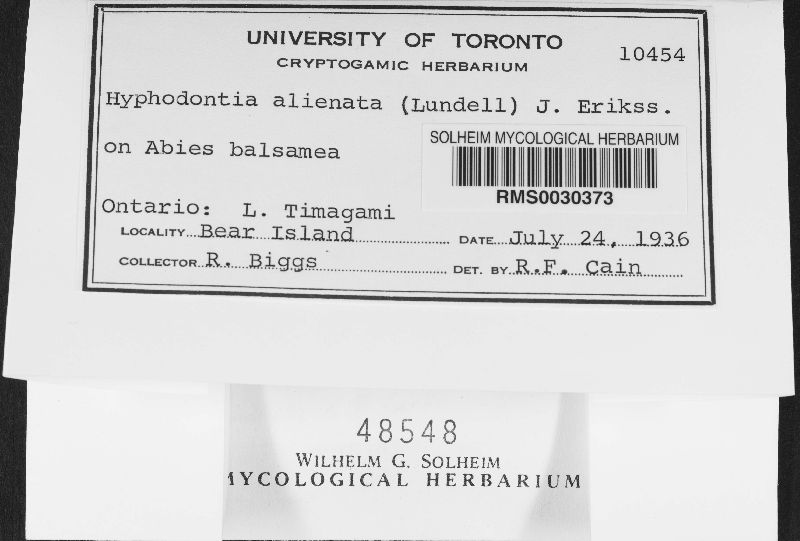 UNIVERSITY OF TORONTO
10454
CRYPTOGAMIC HERBARIUM
Hyphodontia alienata (Lundell) J. Erikss.
SOLHEIM MYCOLOGICAL HERBARIUM
on Abies balsamea
RMS0030373
Ontario: L. Timagami
LOCALITY Bear Island DATE July 24, 1936
COLLECTOR R. Biggs DET. BY R.F. Cain
48548
WILHELM G. SOLHEIM
MYCOLOGICAL HERBARIUM